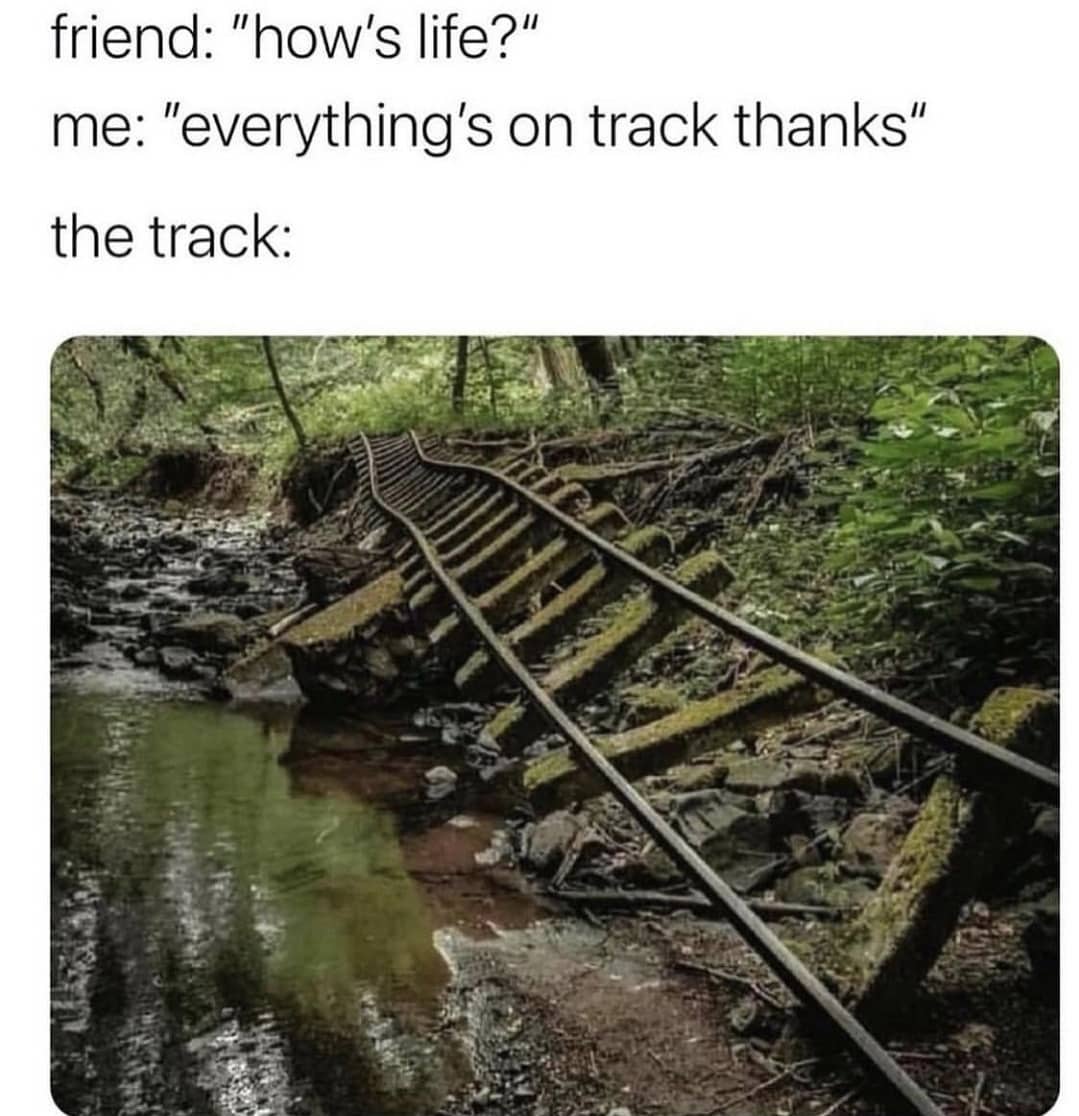 friend: "how's life?"
me: "everything's on track thanks"
the track: